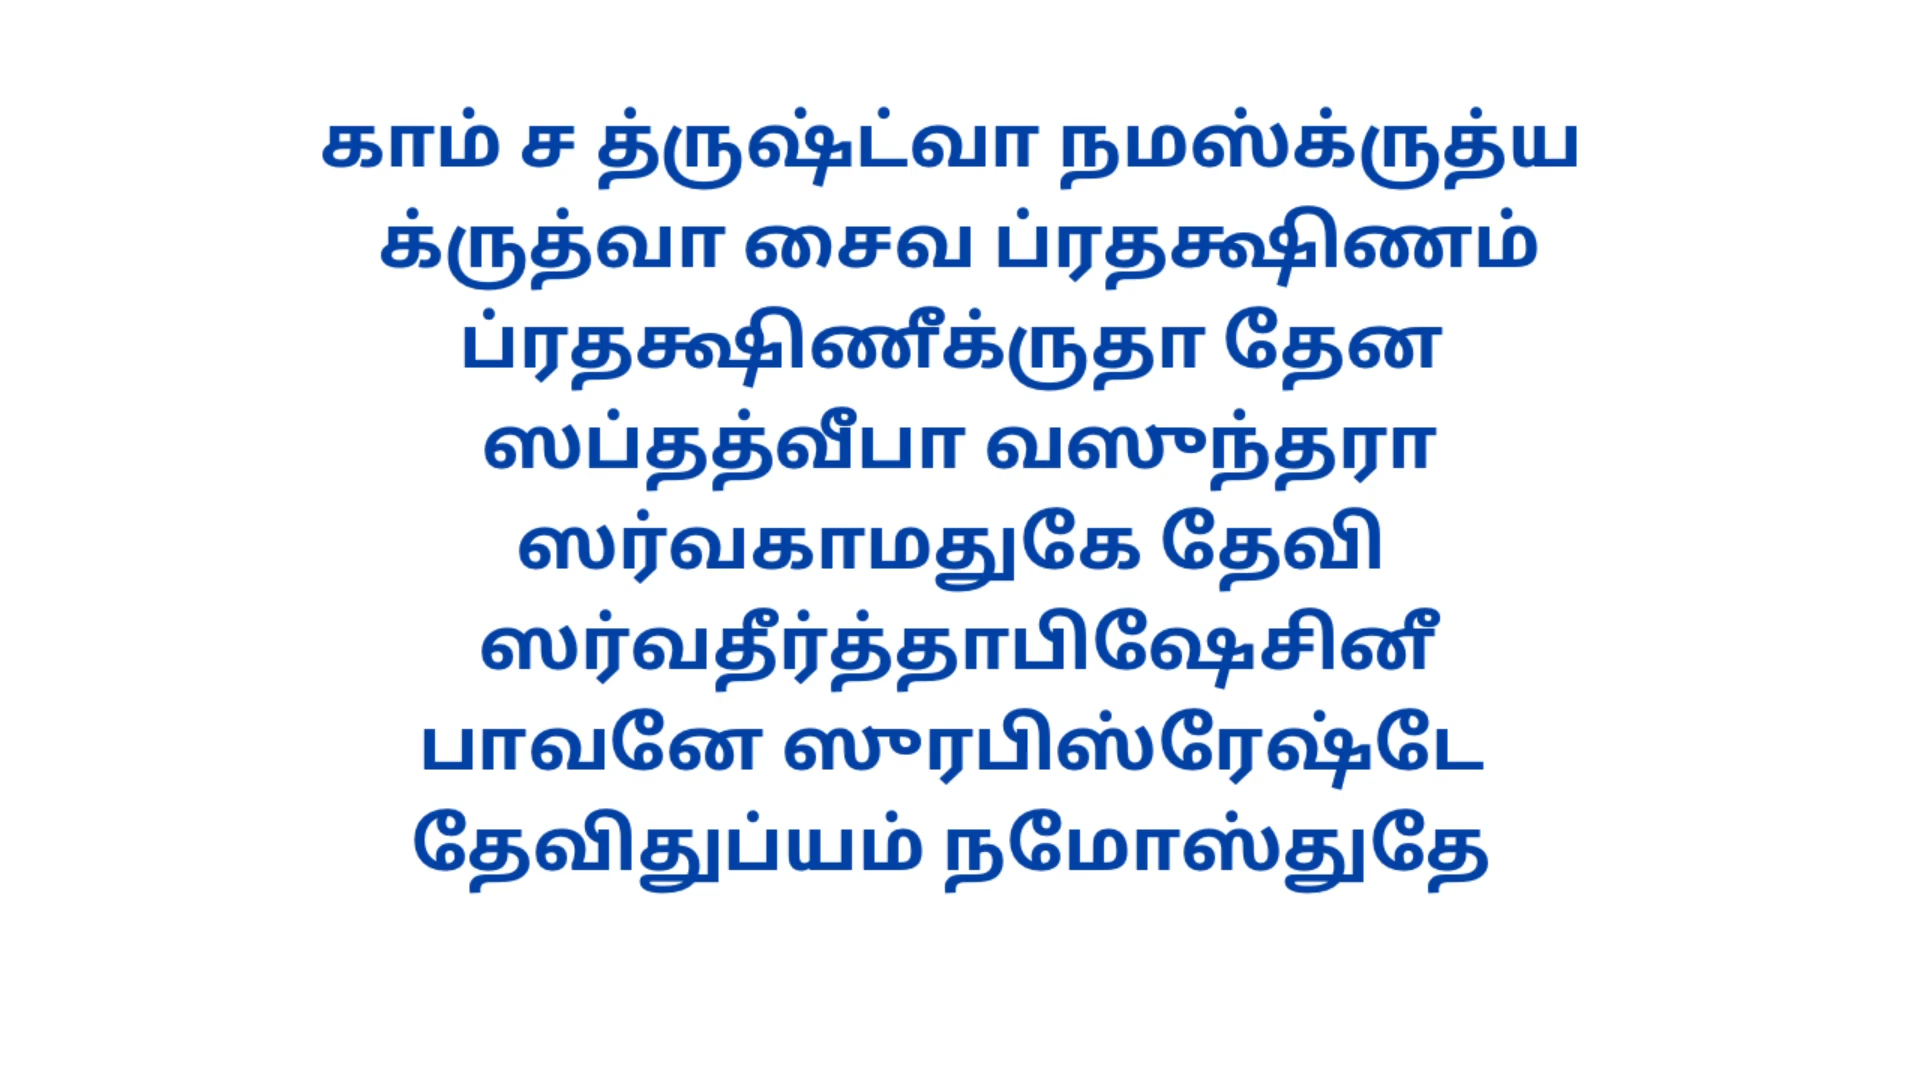 காம் ச த்ருஷ்ட்வா நமஸ்க்ருத்ய
க்ருத்வா சைவ ப்ரதக்ஷிணம்
ப்ரதக்ஷிணீக்ருதா தேன
ஸப்தத்வீபா வஸுந்தரா
ஸர்வகாமதுகே தேவி
ஸர்வதீர்த்தாபிஷேசினீ
பாவனே ஸுரபிஸ்ரேஷ்டே
தேவிதுப்யம் நமோஸ்துதே